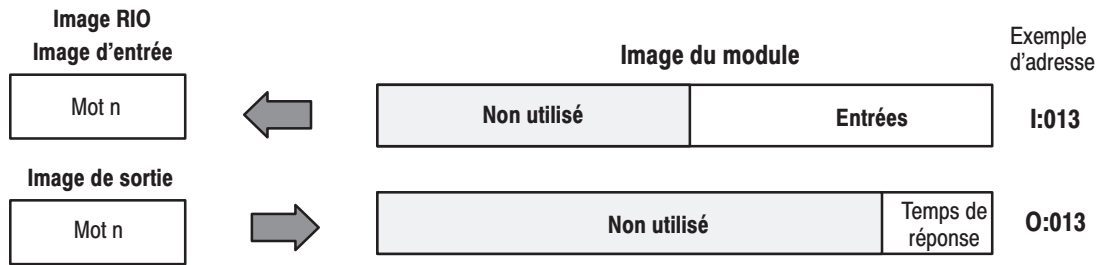 Image RIO
Image d'entrée
Mot n
Image du module
Exemple
d'adresse
Non utilisé
Entrées
I:013
Image de sortie
Mot n
Non utilisé
Temps de
réponse
O:013